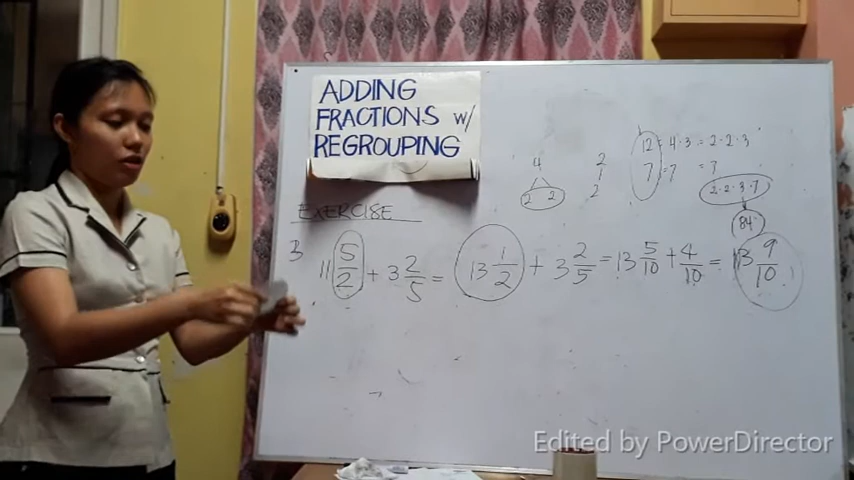 ADDING
FRACTIONS W/
REGROUPING
EXERCISE
4
2 2
2
1
2
12 = 4·3 = 2·2·3
7 = 7 = 7
2·2·3·7
84
3 11 5/2 + 3 2/5 = 13 1/2 + 3 2/5 = 13 5/10 + 4/10 = 13 9/10
Edited by PowerDirector